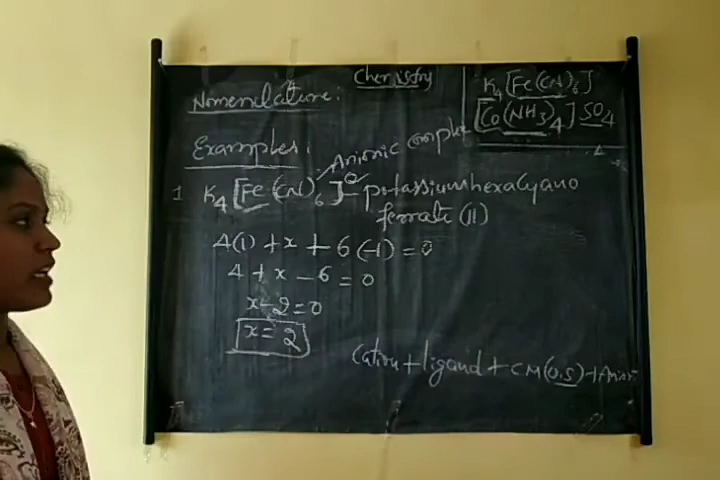 Chemistry
K4[Fe(CN)6]
[Co(NH3)4]SO4
Nomenclature:
Examples:
Anionic complex
1 K4[Fe(CN)6] - potassiumhexacyano
ferrate (II)
4(1) + x + 6(-1) = 0
4 + x - 6 = 0
x - 2 = 0
x = 2
Cation + ligand + CM(O.S) + Anion